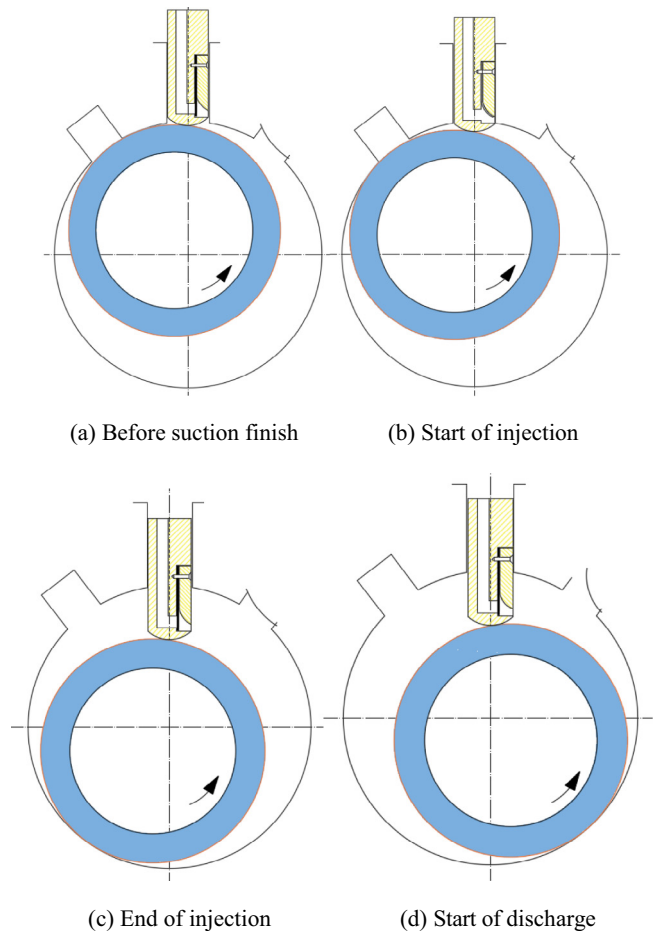 (a) Before suction finish
(b) Start of injection
(c) End of injection
(d) Start of discharge